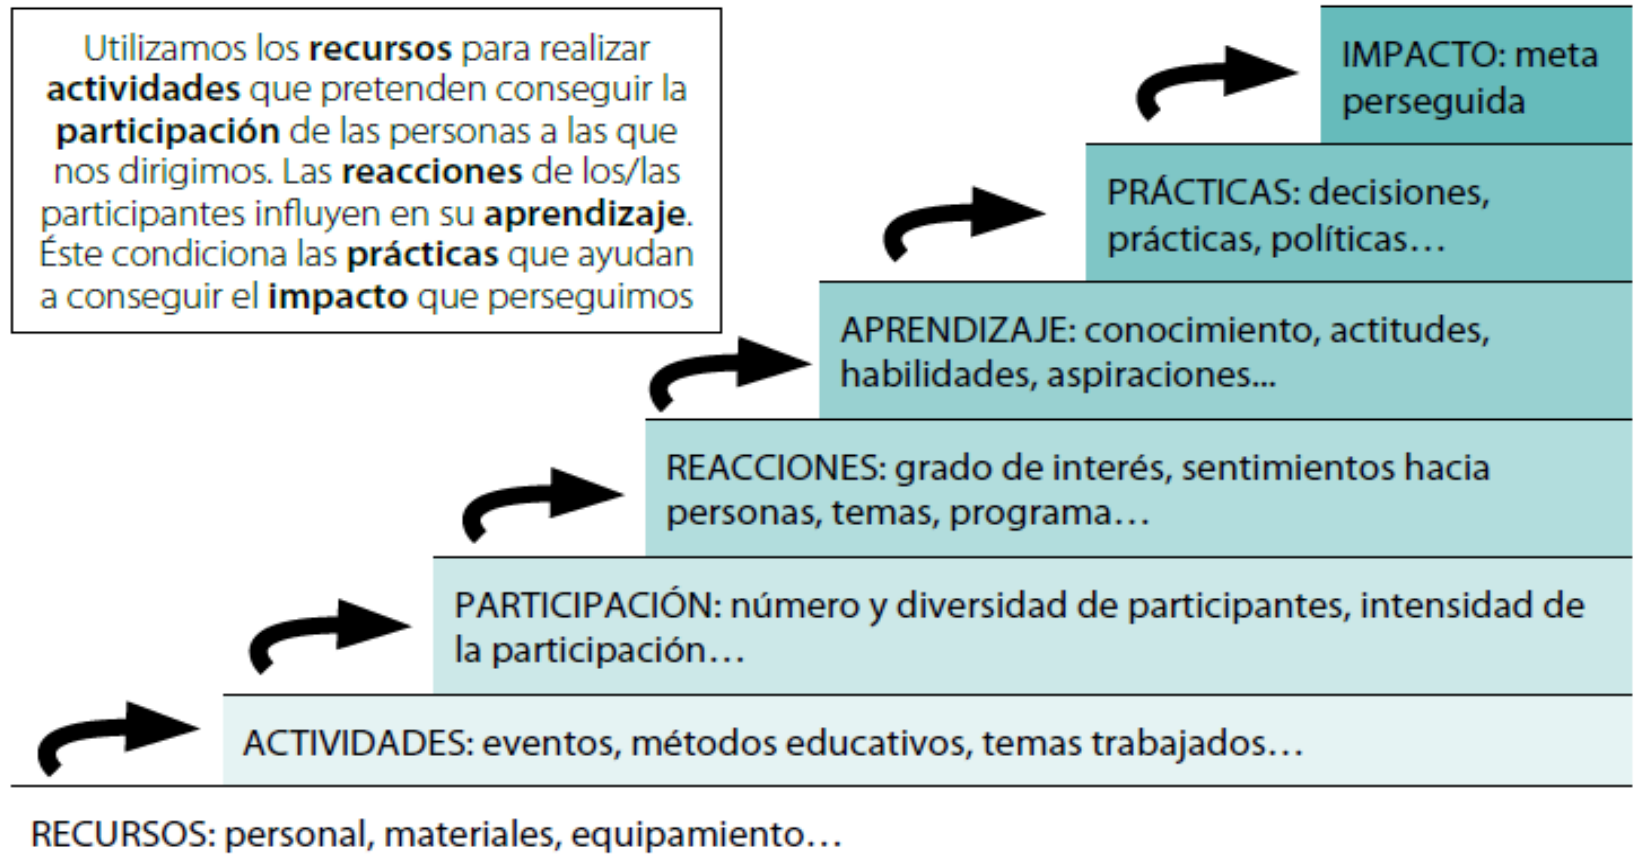 Utilizamos los recursos para realizar
actividades que pretenden conseguir la
participación de las personas a las que
nos dirigimos. Las reacciones de los/las
participantes influyen en su aprendizaje.
Éste condiciona las prácticas que ayudan
a conseguir el impacto que perseguimos
IMPACTO: meta
perseguida
PRÁCTICAS: decisiones,
prácticas, políticas…
APRENDIZAJE: conocimiento, actitudes,
habilidades, aspiraciones...
REACCIONES: grado de interés, sentimientos hacia
personas, temas, programa…
PARTICIPACIÓN: número y diversidad de participantes, intensidad de
la participación…
ACTIVIDADES: eventos, métodos educativos, temas trabajados…
RECURSOS: personal, materiales, equipamiento…